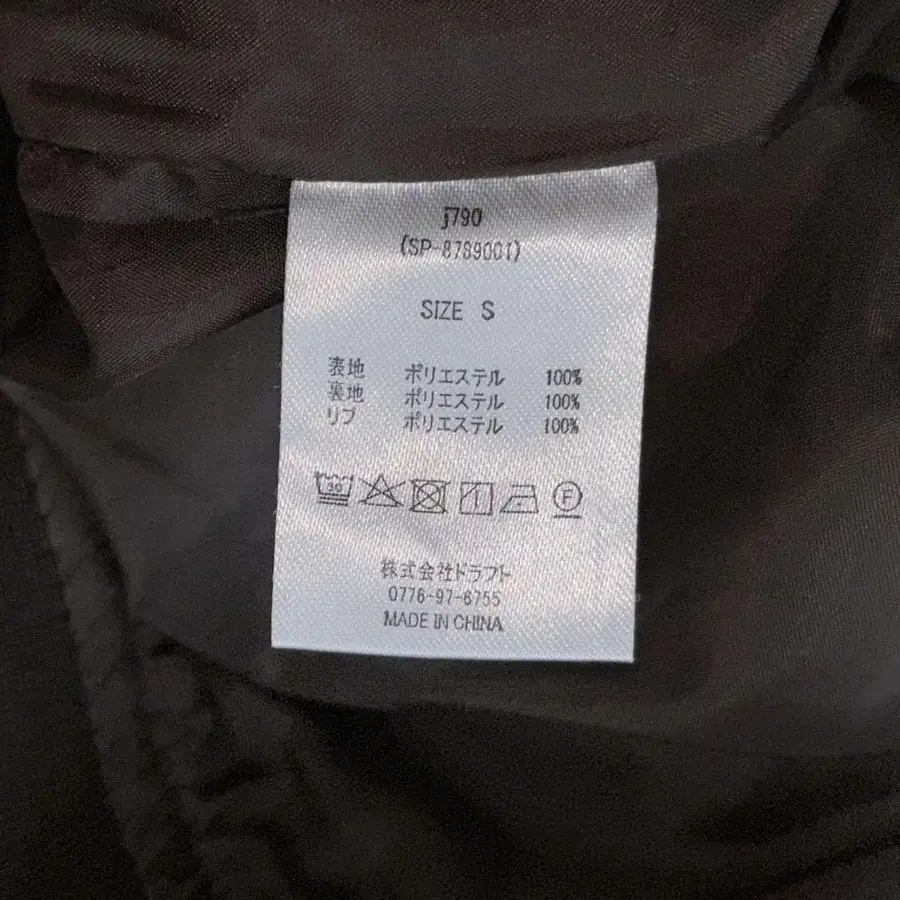 j790
(SP-8789001)
SIZE S
表地 ポリエステル 100%
裏地 ポリエステル 100%
リブ ポリエステル 100%
30 F
株式会社ドラフト
0776-97-6755
MADE IN CHINA